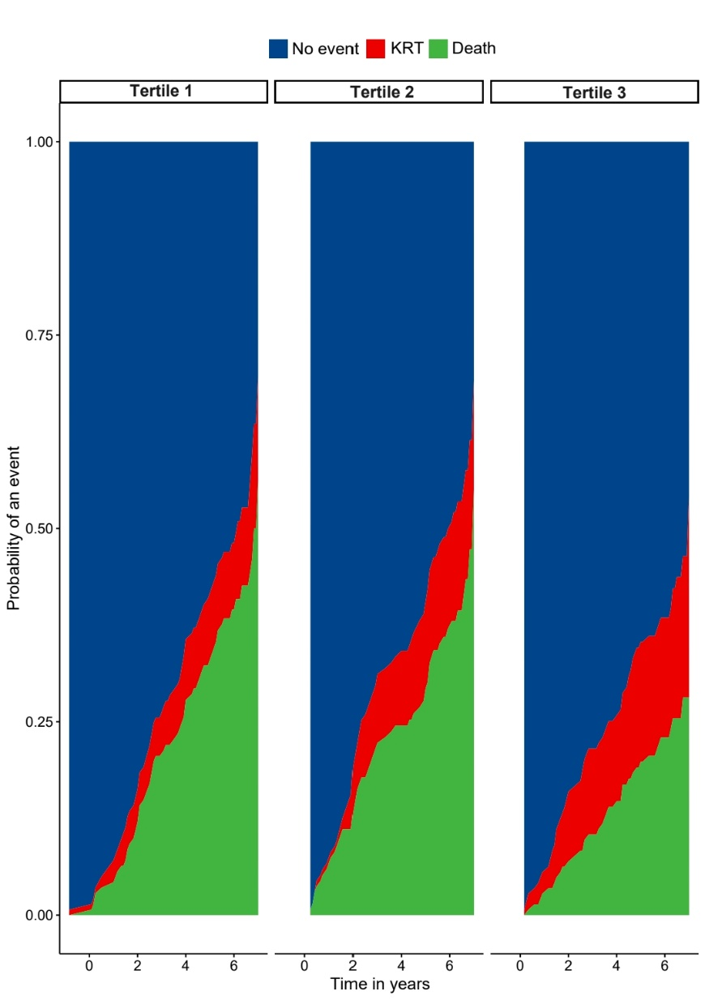 No event KRT Death
Tertile 1 Tertile 2 Tertile 3
1.00
0.75
0.50
0.25
0.00
Probability of an event
0 2 4 6 0 2 4 6 0 2 4 6
Time in years